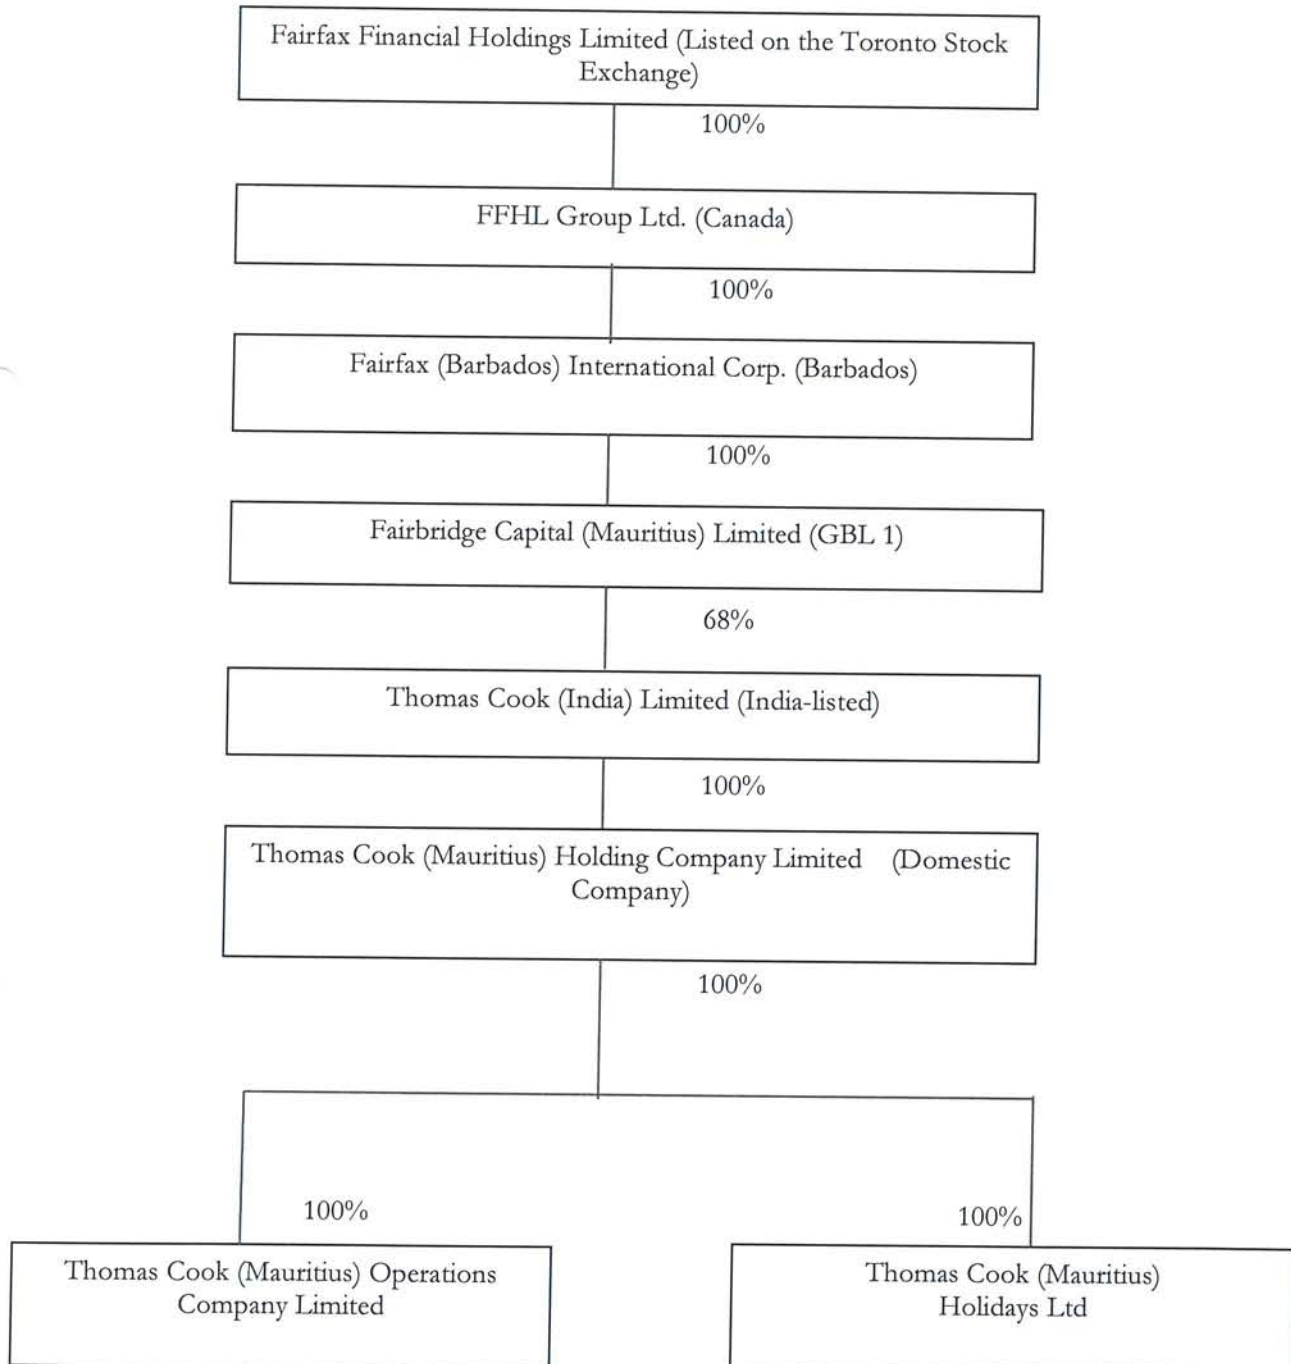 Fairfax Financial Holdings Limited (Listed on the Toronto Stock
Exchange)
100%
FFHL Group Ltd. (Canada)
100%
Fairfax (Barbados) International Corp. (Barbados)
100%
Fairbridge Capital (Mauritius) Limited (GBL 1)
68%
Thomas Cook (India) Limited (India-listed)
100%
Thomas Cook (Mauritius) Holding Company Limited (Domestic
Company)
100%
100%
100%
Thomas Cook (Mauritius) Operations
Company Limited
Thomas Cook (Mauritius)
Holidays Ltd